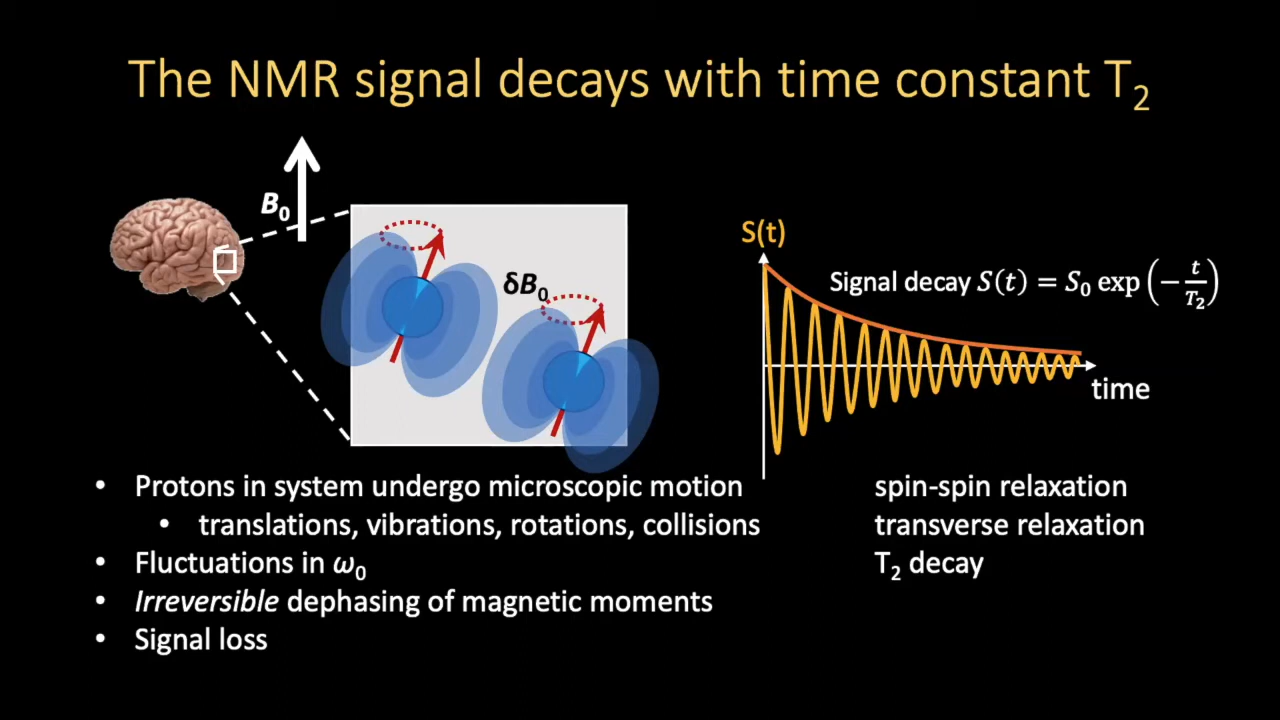 The NMR signal decays with time constant T₂
B₀
δB₀
S(t)
Signal decay S(t) = S₀ exp(−t/T₂)
time
• Protons in system undergo microscopic motion
• translations, vibrations, rotations, collisions
• Fluctuations in ω₀
• Irreversible dephasing of magnetic moments
• Signal loss
spin-spin relaxation
transverse relaxation
T₂ decay